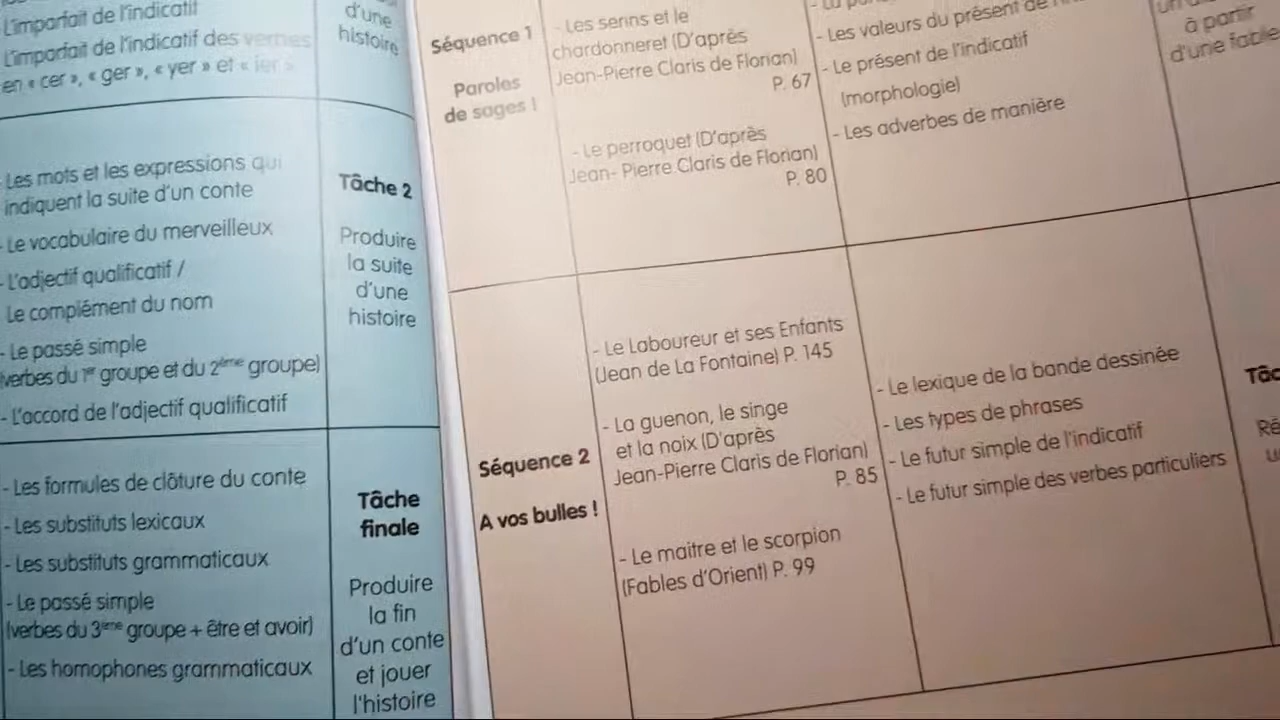 L'imparfait de l'indicatif
L'imparfait de l'indicatif des verbes
en « cer », « ger », « yer » et « ier »
d'une
histoire
- Les mots et les expressions qui
indiquent la suite d'un conte
- Le vocabulaire du merveilleux
- L'adjectif qualificatif /
Le complément du nom
- Le passé simple
(verbes du 1er groupe et du 2ème groupe)
- L'accord de l'adjectif qualificatif
Tâche 2
Produire
la suite
d'une
histoire
- Les formules de clôture du conte
- Les substituts lexicaux
- Les substituts grammaticaux
- Le passé simple
(verbes du 3ème groupe + être et avoir)
- Les homophones grammaticaux
Tâche
finale
Produire
la fin
d'un conte
et jouer
l'histoire
Séquence 1
Paroles
de sages !
- Les serins et le
chardonneret (D'après
Jean-Pierre Claris de Florian)
P. 67
- Le perroquet (D'après
Jean- Pierre Claris de Florian)
P. 80
- Les valeurs du présent de
- Le présent de l'indicatif
(morphologie)
- Les adverbes de manière
à partir
d'une fable
Séquence 2
A vos bulles !
- Le Laboureur et ses Enfants
(Jean de La Fontaine) P. 145
- La guenon, le singe
et la noix (D'après
Jean-Pierre Claris de Florian)
P. 85
- Le maitre et le scorpion
(Fables d'Orient) P. 99
- Le lexique de la bande dessinée
- Les types de phrases
- Le futur simple de l'indicatif
- Le futur simple des verbes particuliers